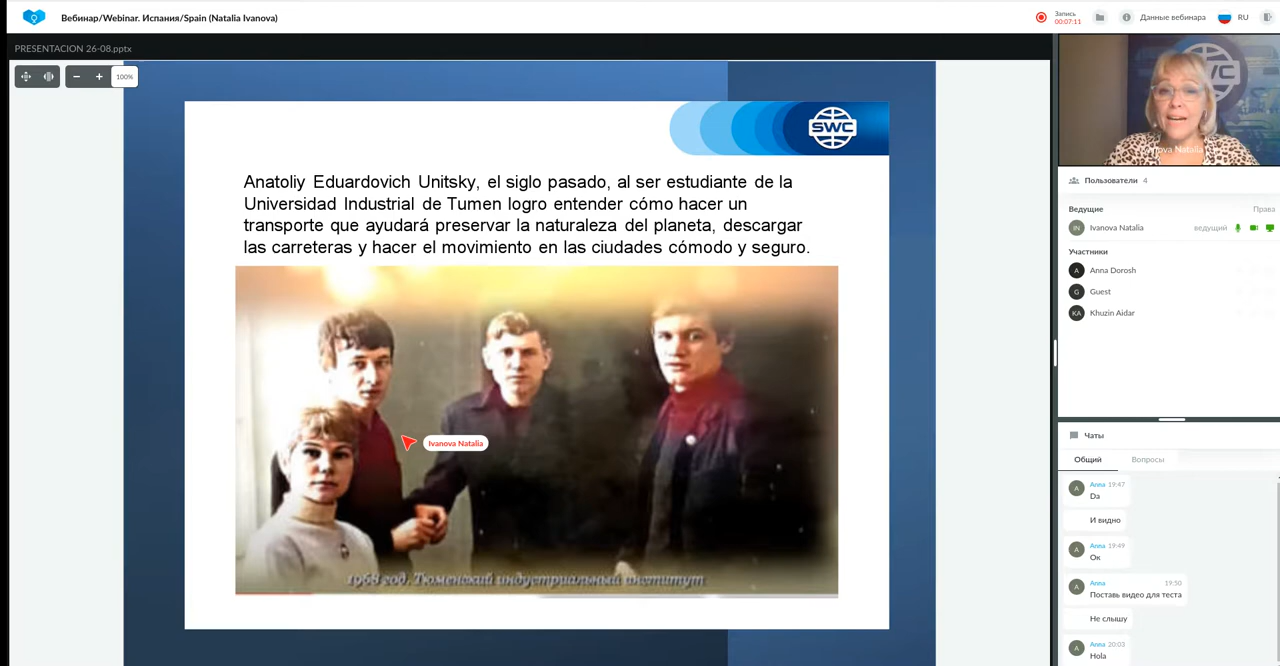 Вебинар/Webinar. Испания/Spain (Natalia Ivanova)
Запись
00:07:11
Данные вебинара
RU
PRESENTACION 26-08.pptx
100%
SWC
Anatoliy Eduardovich Unitsky, el siglo pasado, al ser estudiante de la
Universidad Industrial de Tumen logro entender cómo hacer un
transporte que ayudará preservar la naturaleza del planeta, descargar
las carreteras y hacer el movimiento en las ciudades cómodo y seguro.
Ivanova Natalia
1968 год. Тюменский индустриальный институт
Ivanova Natalia
Пользователи 4
Ведущие
Права
IN
Ivanova Natalia
ведущий
Участники
A
Anna Dorosh
G
Guest
KA
Khuzin Aidar
Чаты
Общий
Вопросы
A
Anna 19:47
Da
И видно
A
Anna 19:49
Ок
A
Anna 19:50
Поставь видео для теста
Не слышу
A
Anna 20:03
Hola